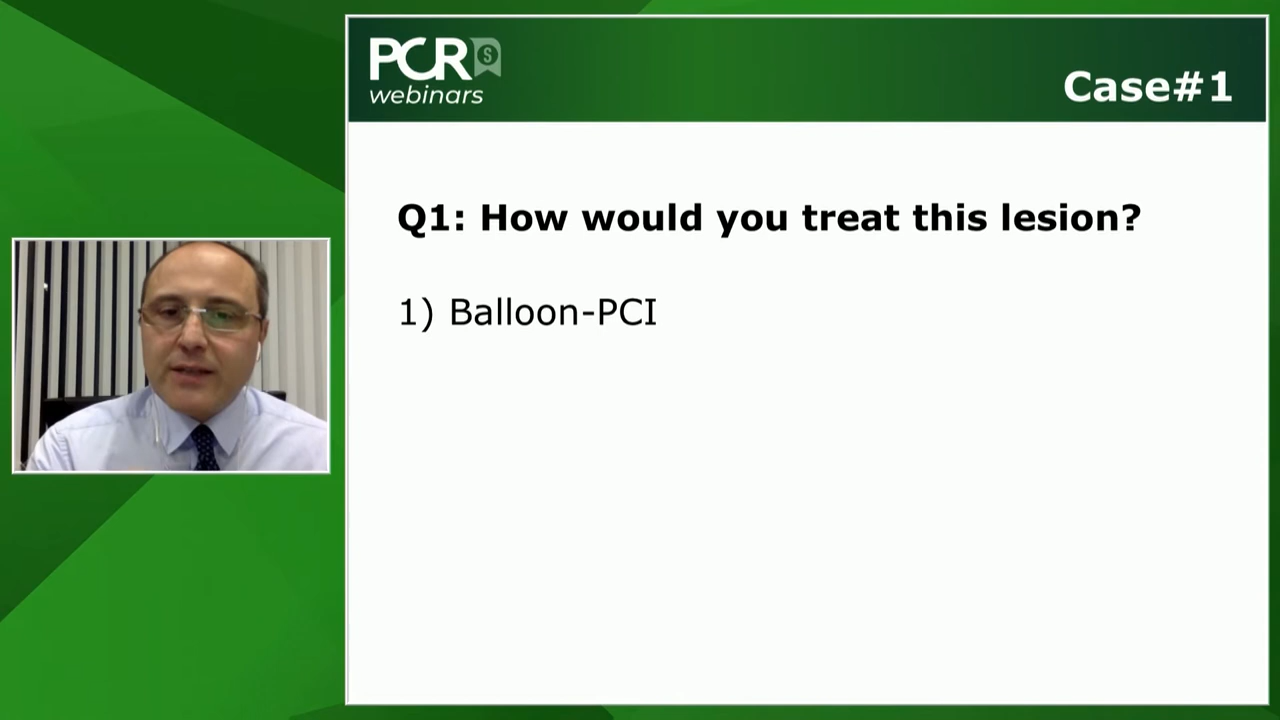 PCR
webinars
Case#1
Q1: How would you treat this lesion?
1) Balloon-PCI